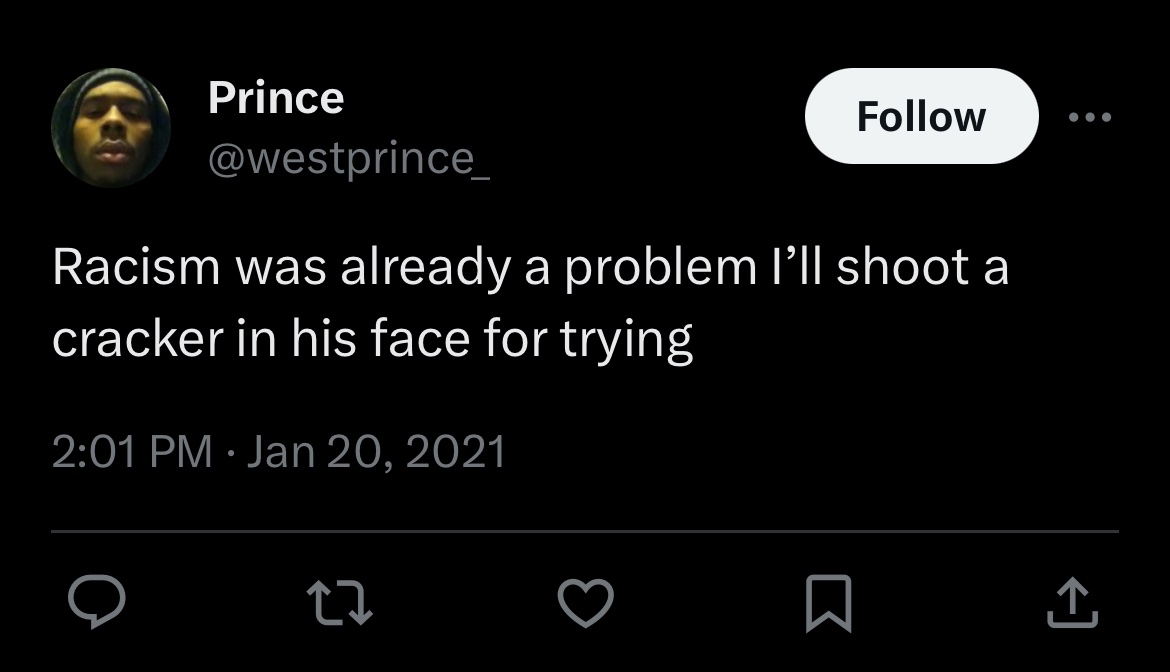 Prince
Follow
@westprince_
Racism was already a problem I’ll shoot a
cracker in his face for trying
2:01 PM · Jan 20, 2021